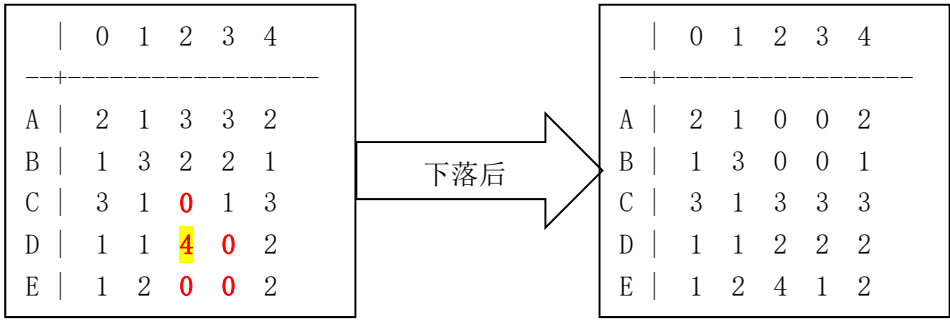 | 0 1 2 3 4
--+------------------
A | 2 1 3 3 2
B | 1 3 2 2 1
C | 3 1 0 1 3
D | 1 1 4 0 2
E | 1 2 0 0 2
下落后
| 0 1 2 3 4
--+------------------
A | 2 1 0 0 2
B | 1 3 0 0 1
C | 3 1 3 3 3
D | 1 1 2 2 2
E | 1 2 4 1 2